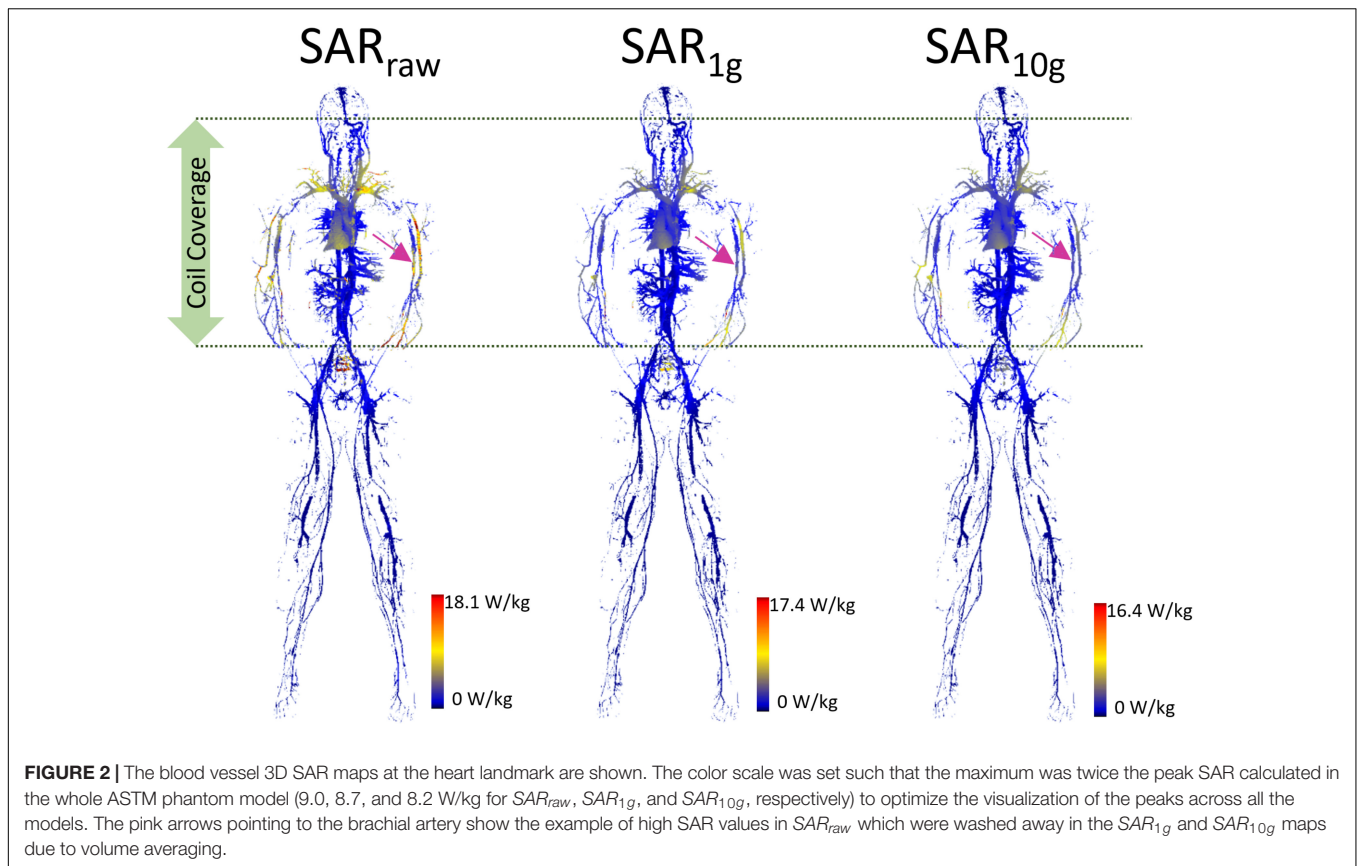 SARraw SAR1g SAR10g
Coil Coverage
18.1 W/kg
0 W/kg
17.4 W/kg
0 W/kg
16.4 W/kg
0 W/kg
FIGURE 2 | The blood vessel 3D SAR maps at the heart landmark are shown. The color scale was set such that the maximum was twice the peak SAR calculated in
the whole ASTM phantom model (9.0, 8.7, and 8.2 W/kg for SARraw, SAR1g, and SAR10g, respectively) to optimize the visualization of the peaks across all the
models. The pink arrows pointing to the brachial artery show the example of high SAR values in SARraw which were washed away in the SAR1g and SAR10g maps
due to volume averaging.